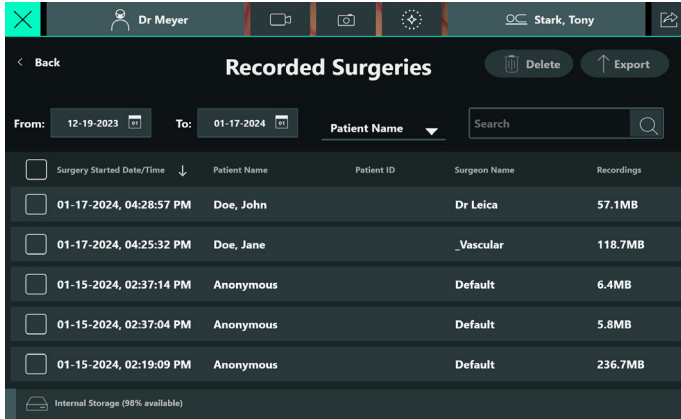 Dr Meyer Stark, Tony
Back Recorded Surgeries Delete Export
From: 12-19-2023 01 To: 01-17-2024 01 Patient Name Search
Surgery Started Date/Time Patient Name Patient ID Surgeon Name Recordings
01-17-2024, 04:28:57 PM Doe, John Dr Leica 57.1MB
01-17-2024, 04:25:32 PM Doe, Jane _Vascular 118.7MB
01-15-2024, 02:37:14 PM Anonymous Default 6.4MB
01-15-2024, 02:37:04 PM Anonymous Default 5.8MB
01-15-2024, 02:19:09 PM Anonymous Default 236.7MB
Internal Storage (98% available)